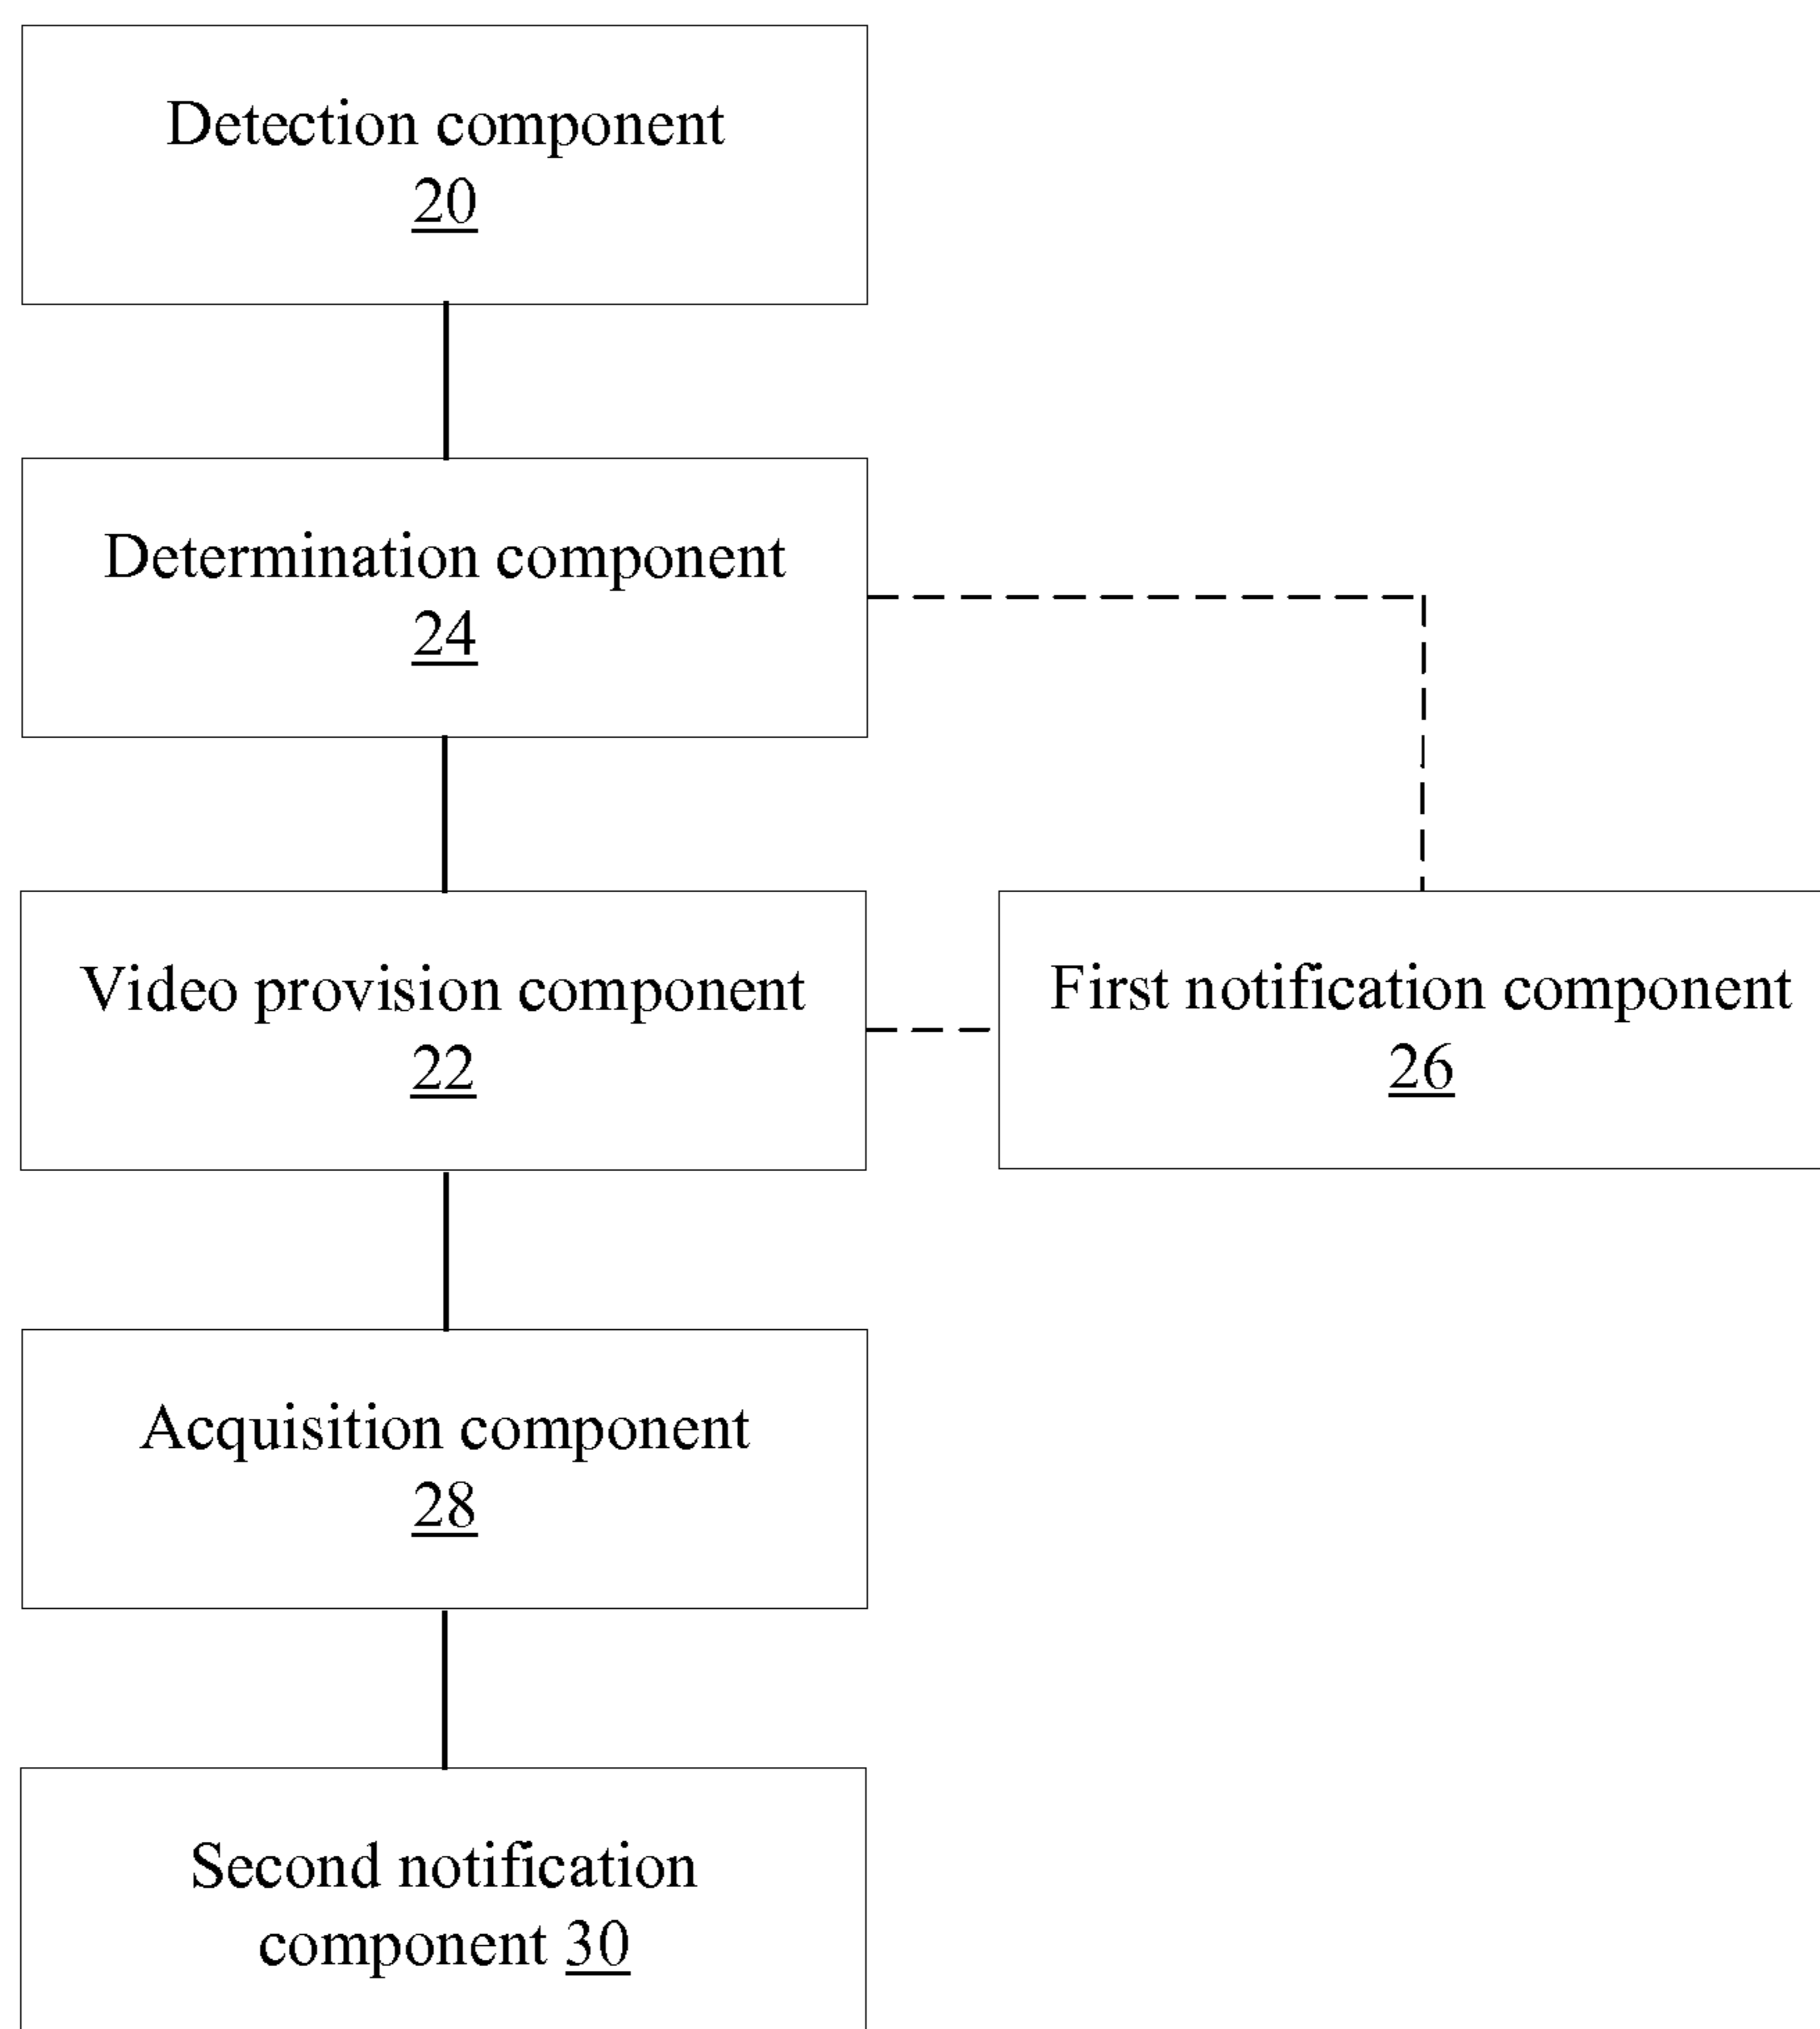 Detection component
20
Determination component
24
Video provision component
22
First notification component
26
Acquisition component
28
Second notification
component 30